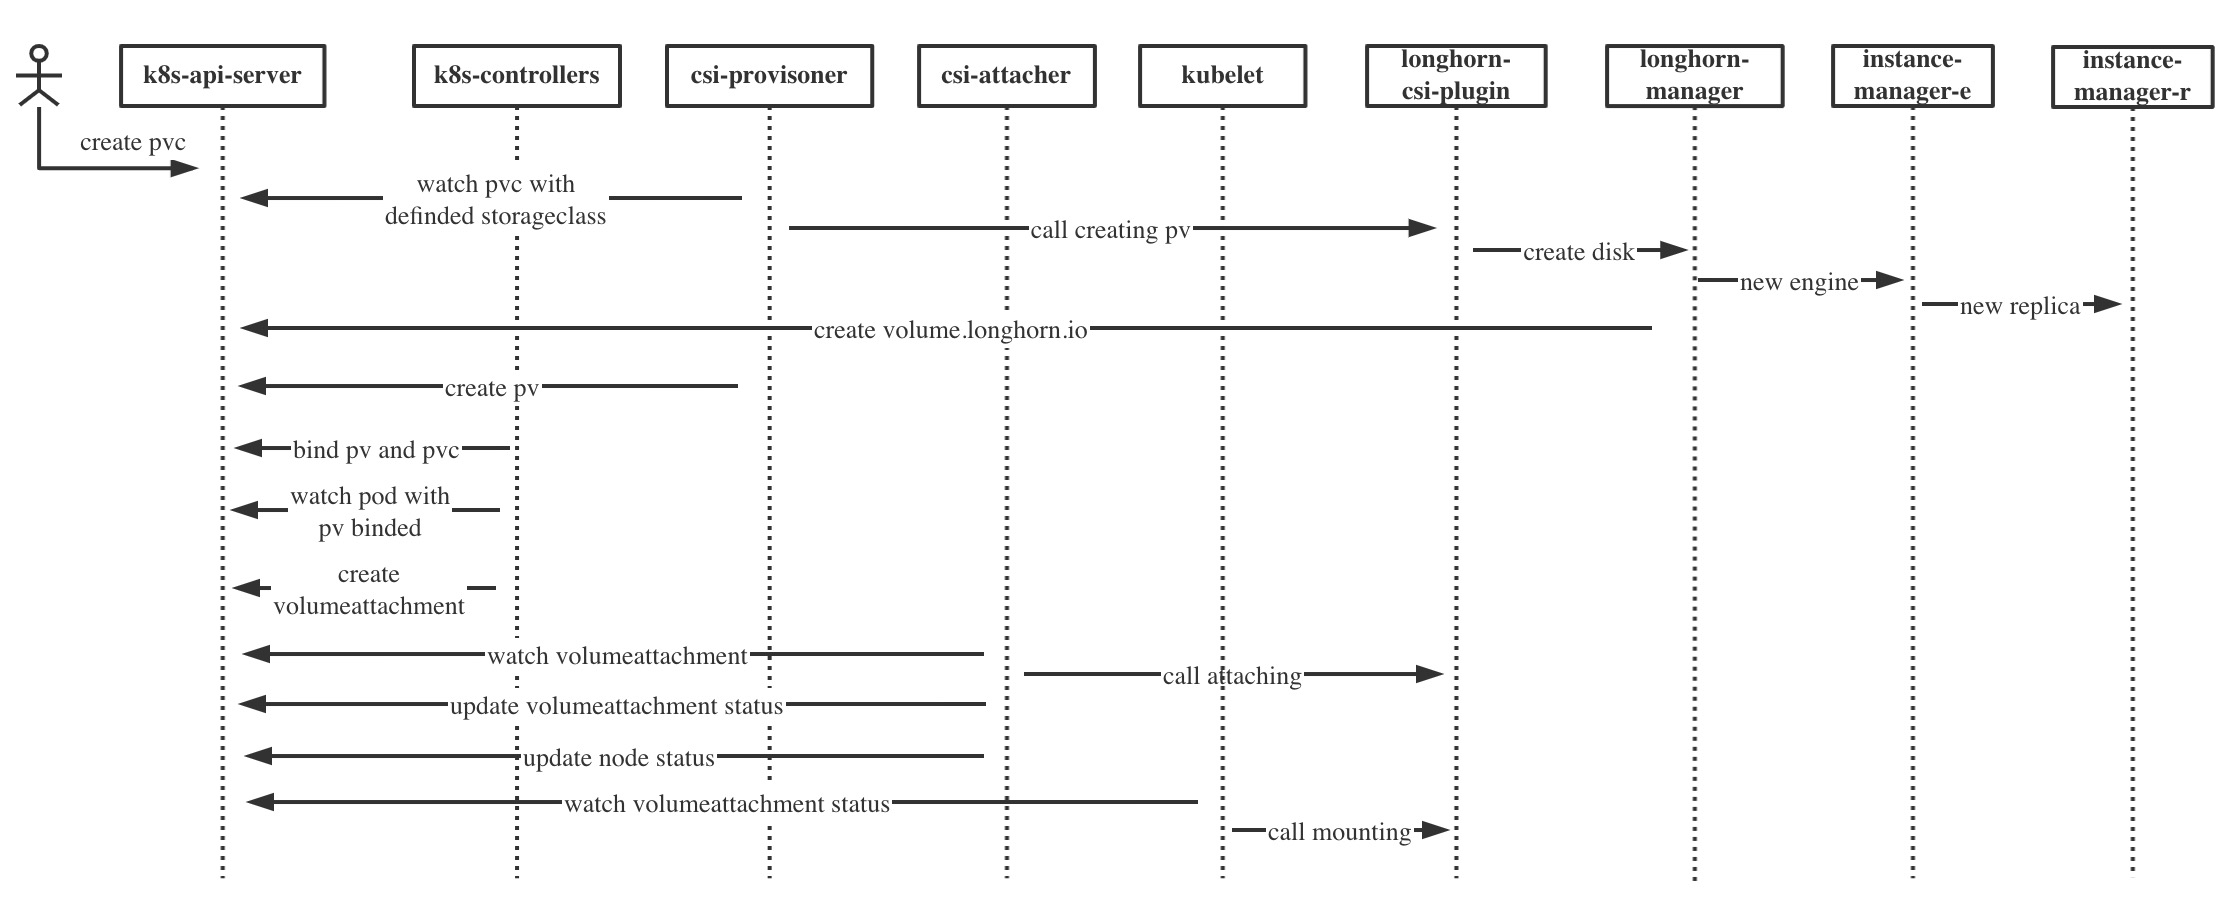 k8s-api-server
k8s-controllers
csi-provisoner
csi-attacher
kubelet
longhorn-
csi-plugin
longhorn-
manager
instance-
manager-e
instance-
manager-r
create pvc
watch pvc with
definded storageclass
call creating pv
create disk
new engine
new replica
create volume.longhorn.io
create pv
bind pv and pvc
watch pod with
pv binded
create
volumeattachment
watch volumeattachment
call attaching
update volumeattachment status
update node status
watch volumeattachment status
call mounting